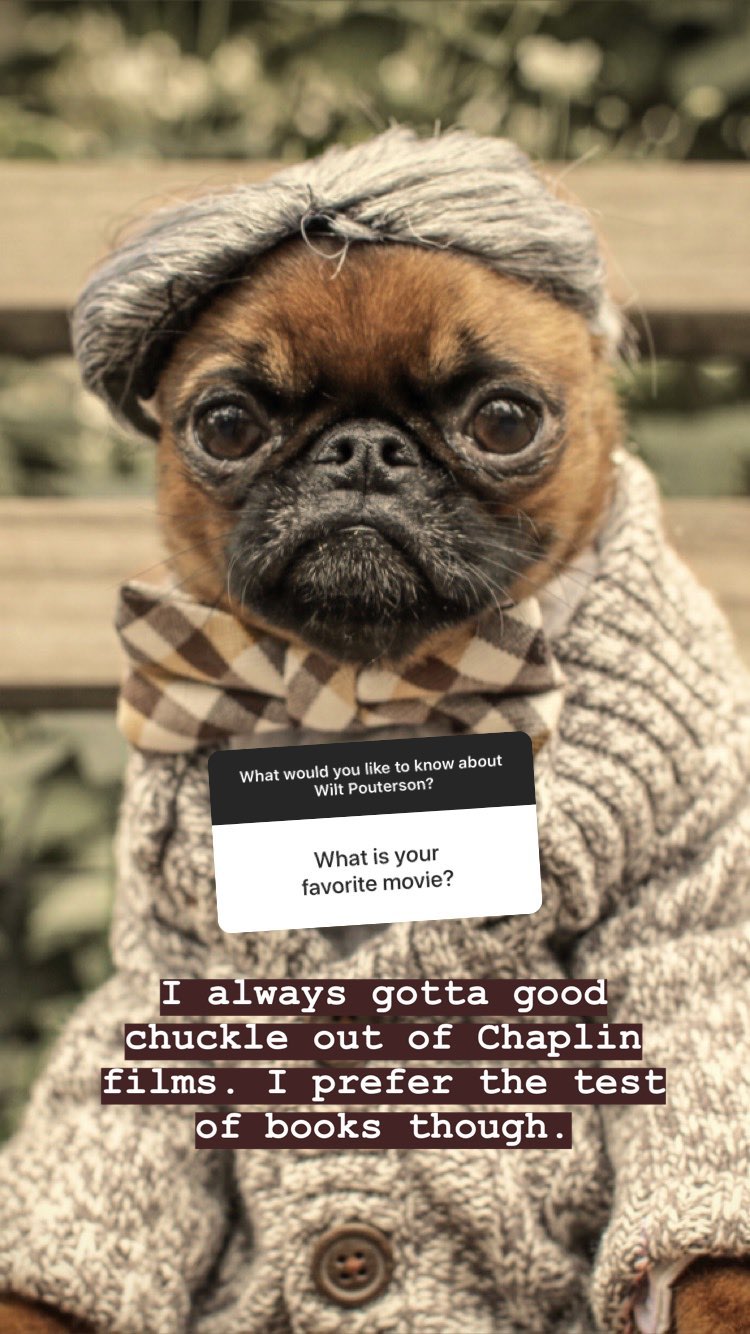 What would you like to know about
Wilt Pouterson?
What is your
favorite movie?
I always gotta good
chuckle out of Chaplin
films. I prefer the test
of books though.